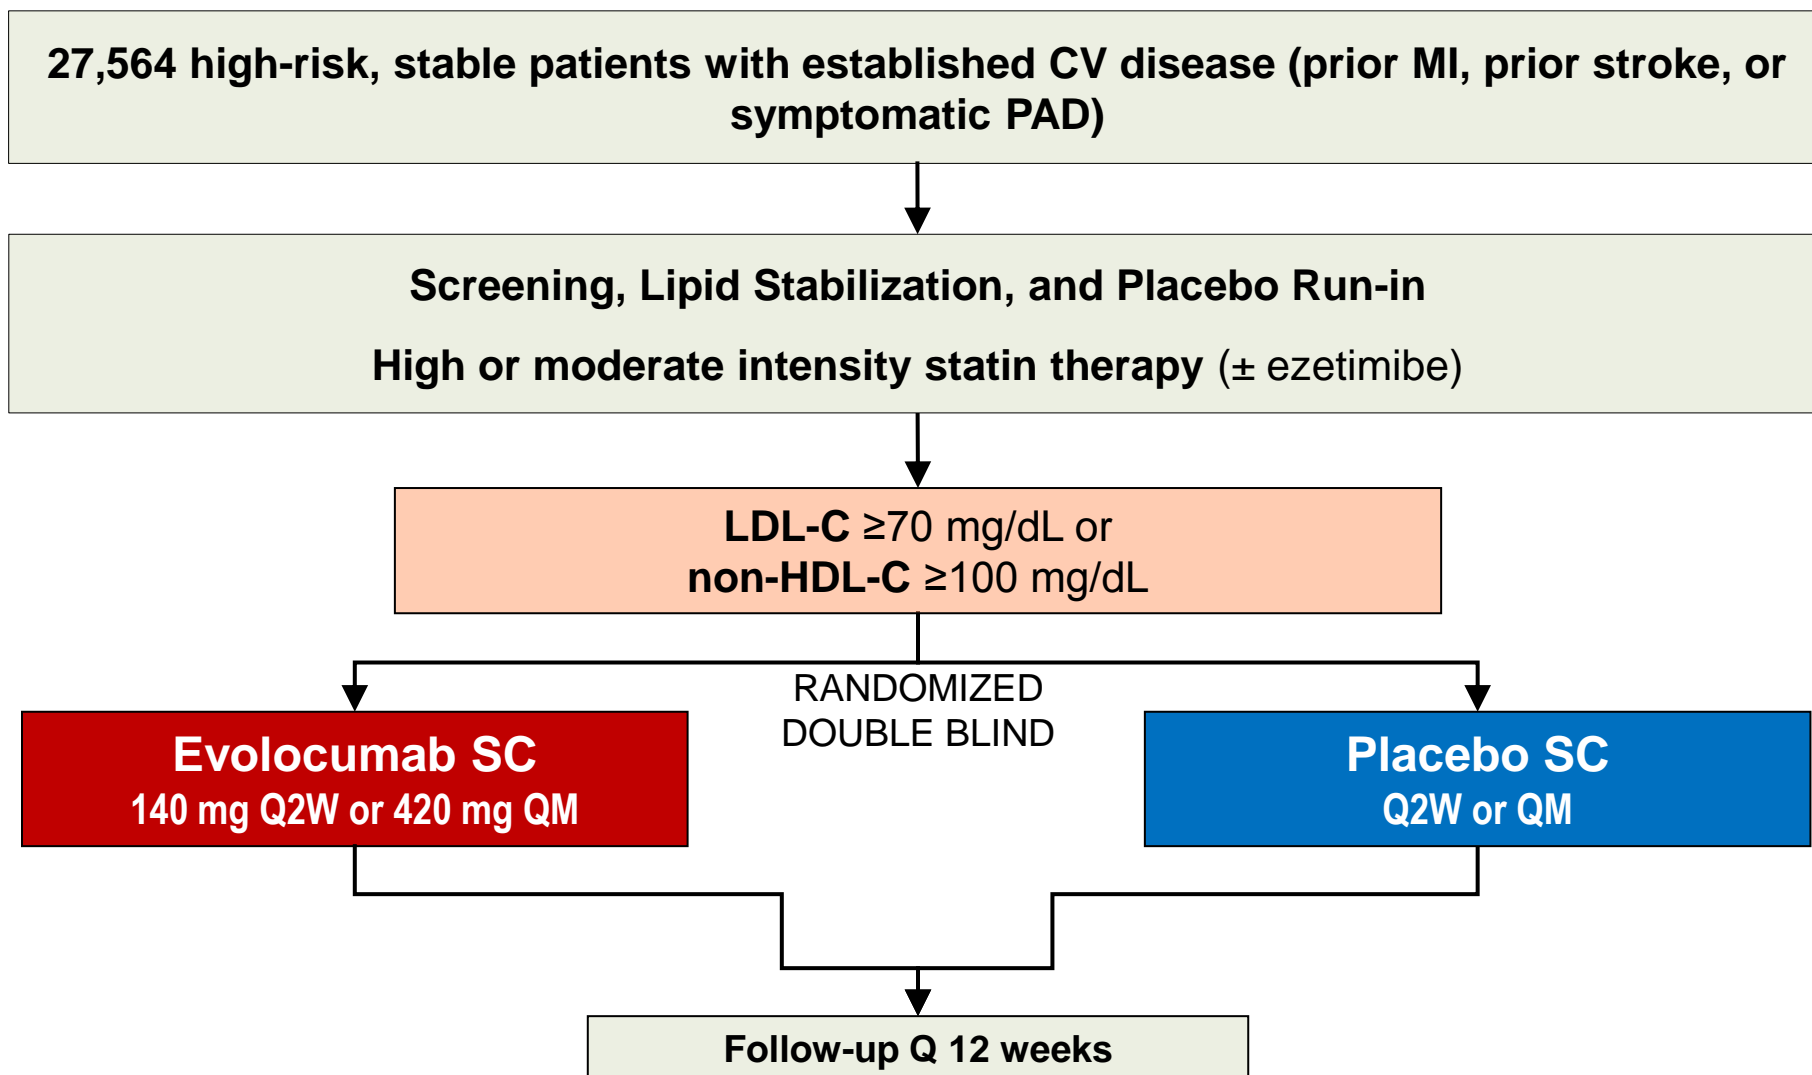 27,564 high-risk, stable patients with established CV disease (prior MI, prior stroke, or
symptomatic PAD)
Screening, Lipid Stabilization, and Placebo Run-in
High or moderate intensity statin therapy (± ezetimibe)
LDL-C ≥70 mg/dL or
non-HDL-C ≥100 mg/dL
RANDOMIZED
DOUBLE BLIND
Evolocumab SC
140 mg Q2W or 420 mg QM
Placebo SC
Q2W or QM
Follow-up Q 12 weeks